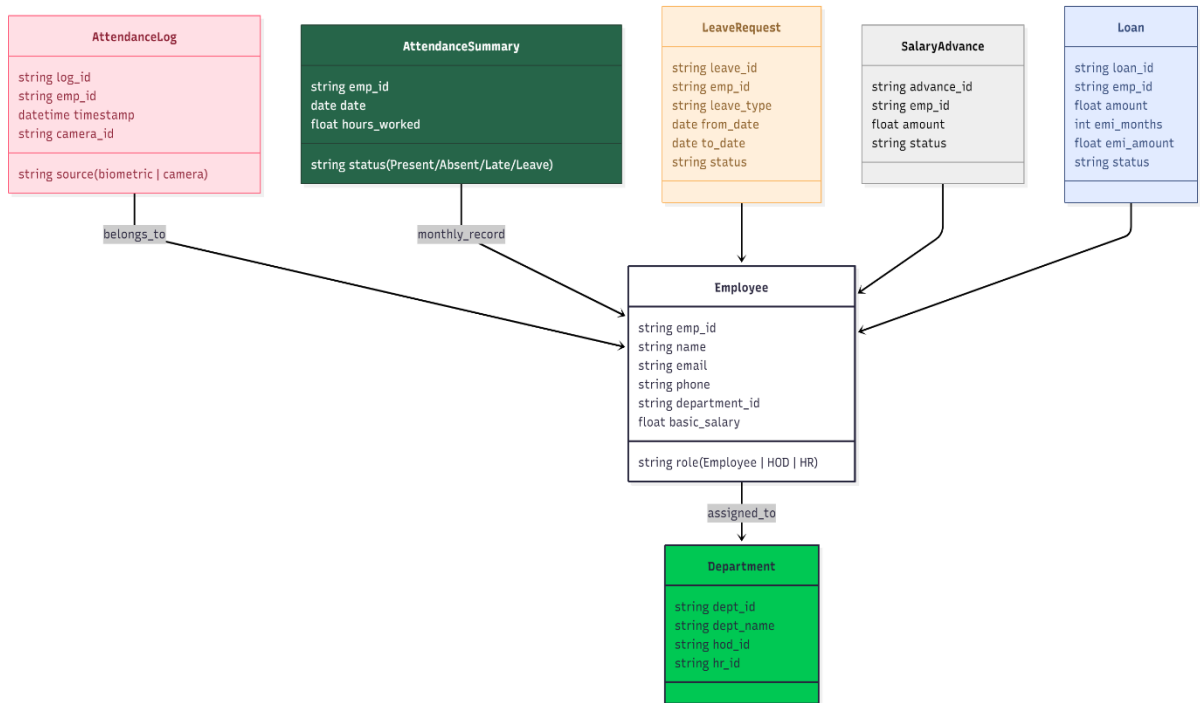 AttendanceLog
string log_id
string emp_id
datetime timestamp
string camera_id
string source(biometric | camera)
AttendanceSummary
string emp_id
date date
float hours_worked
string status(Present/Absent/Late/Leave)
LeaveRequest
string leave_id
string emp_id
string leave_type
date from_date
date to_date
string status
SalaryAdvance
string advance_id
string emp_id
float amount
string status
Loan
string loan_id
string emp_id
float amount
int emi_months
float emi_amount
string status
belongs_to
monthly_record
Employee
string emp_id
string name
string email
string phone
string department_id
float basic_salary
string role(Employee | HOD | HR)
assigned_to
Department
string dept_id
string dept_name
string hod_id
string hr_id